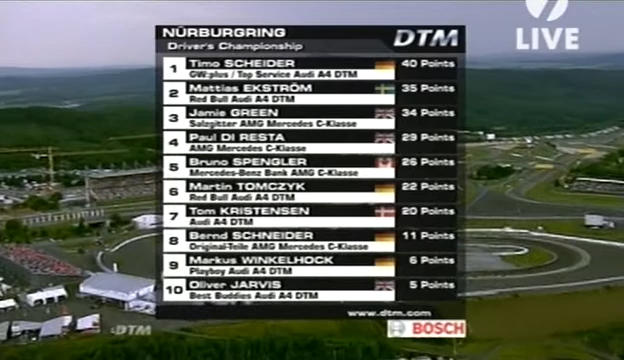 9
LIVE
NÜRBURGRING
Driver's Championship
DTM
1 Timo SCHEIDER 40 Points
GW:plus / Top Service Audi A4 DTM
2 Mattias EKSTRÖM 35 Points
Red Bull Audi A4 DTM
3 Jamie GREEN 34 Points
Salzgitter AMG Mercedes C-Klasse
4 Paul DI RESTA 29 Points
AMG Mercedes C-Klasse
5 Bruno SPENGLER 26 Points
Mercedes-Benz Bank AMG C-Klasse
6 Martin TOMCZYK 22 Points
Red Bull Audi A4 DTM
7 Tom KRISTENSEN 20 Points
Audi A4 DTM
8 Bernd SCHNEIDER 11 Points
Original-Teile AMG Mercedes C-Klasse
9 Markus WINKELHOCK 6 Points
Playboy Audi A4 DTM
10 Oliver JARVIS 5 Points
Best Buddies Audi A4 DTM
www.dtm.com
DTM
BOSCH